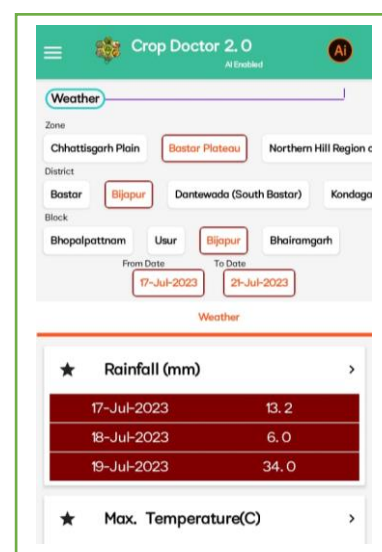 Crop Doctor 2.0
AI Enabled
Ai
Weather
Zone
Chhattisgarh Plain Bastar Plateau Northern Hill Region
District
Bastar Bijapur Dantewada (South Bastar)
Block
Bhopalpattnam Usur Bijapur Bhairamgarh
From Date To Date
17-Jul-2023 21-Jul-2023
Weather
★ Rainfall (mm) >
17-Jul-2023 13. 2
18-Jul-2023 6. 0
19-Jul-2023 34. 0
★ Max. Temperature(C) >